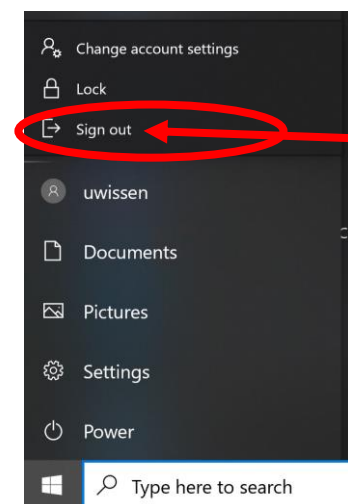 Change account settings
Lock
Sign out
uwissen
Documents
Pictures
Settings
Power
Type here to search